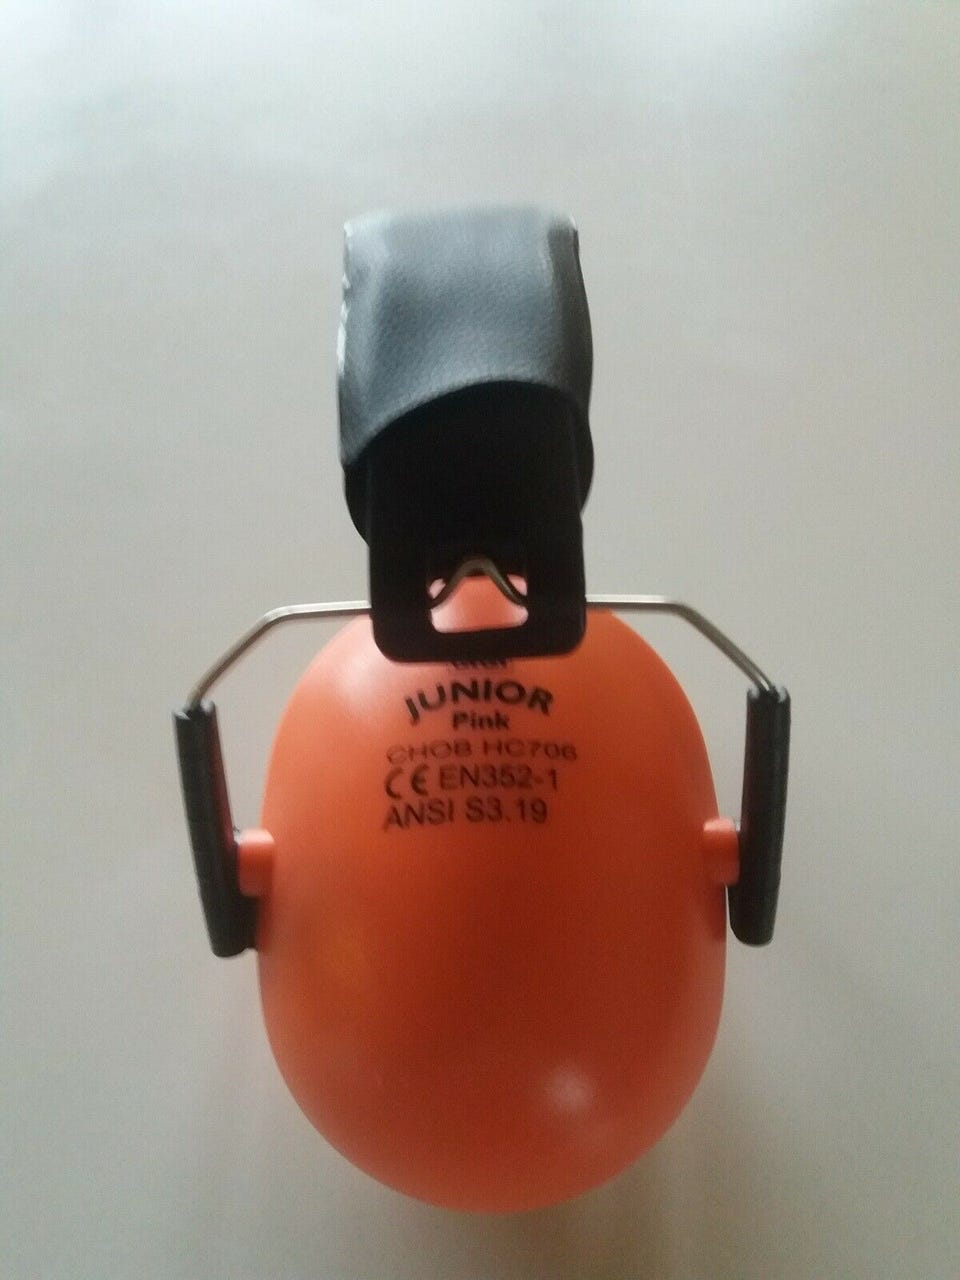 JUNIOR
Pink
CHOB HC706
CE EN352-1
ANSI S3.19